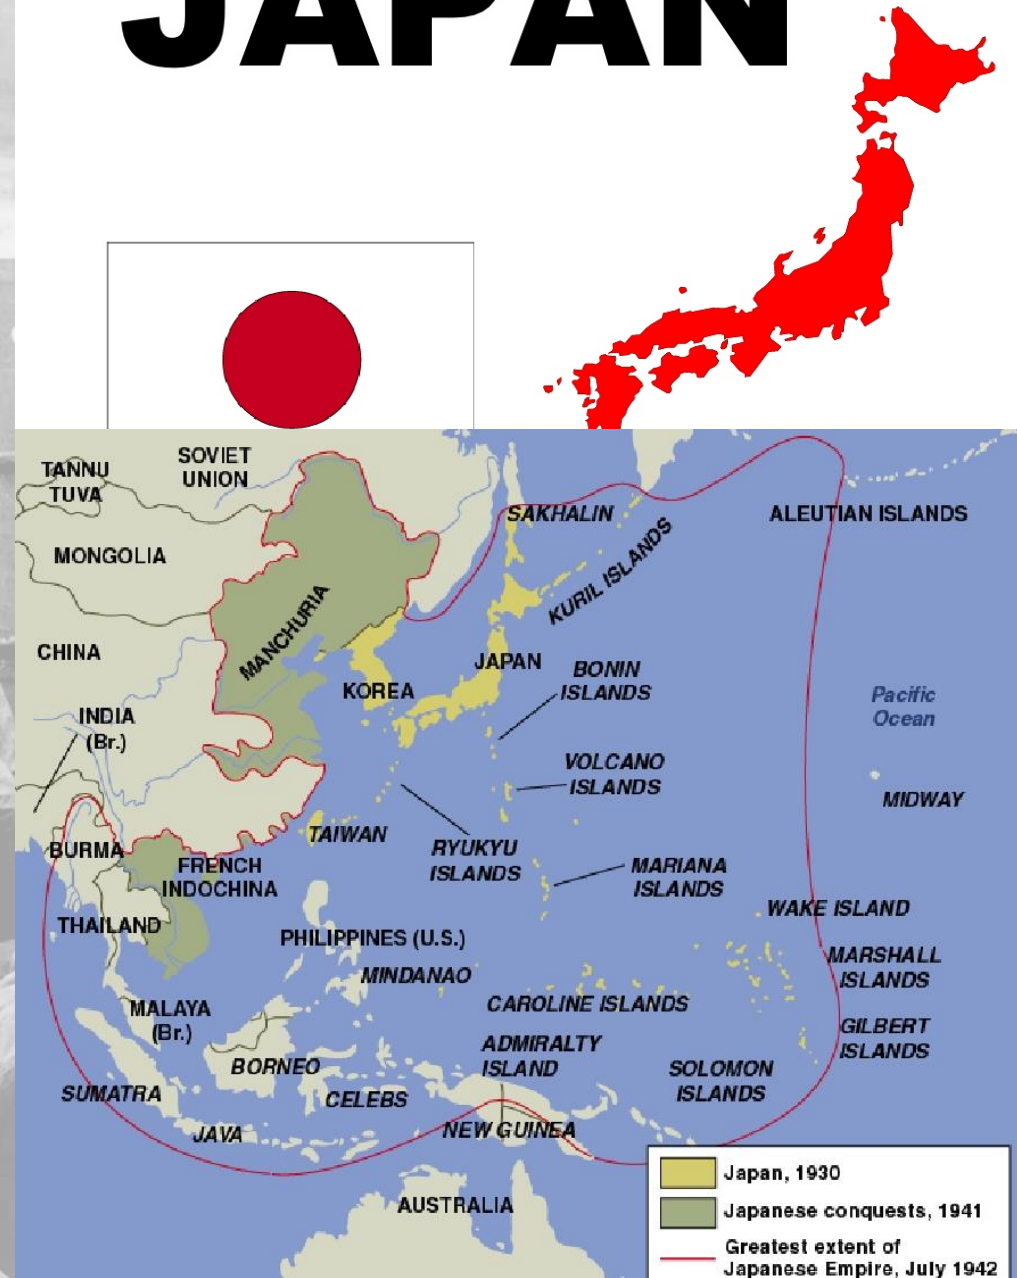 JAPAN
TANNU
TUVA
SOVIET
UNION
SAKHALIN
ALEUTIAN ISLANDS
MONGOLIA
KURIL ISLANDS
MANCHURIA
CHINA
JAPAN
KOREA
BONIN
ISLANDS
Pacific
Ocean
INDIA
(Br.)
VOLCANO
ISLANDS
MIDWAY
TAIWAN
BURMA
RYUKYU
ISLANDS
FRENCH
INDOCHINA
MARIANA
ISLANDS
WAKE ISLAND
THAILAND
PHILIPPINES (U.S.)
MINDANAO
MARSHALL
ISLANDS
CAROLINE ISLANDS
MALAYA
(Br.)
GILBERT
ISLANDS
ADMIRALTY
ISLAND
BORNEO
SOLOMON
ISLANDS
SUMATRA
CELEBS
JAVA
NEW GUINEA
AUSTRALIA
Japan, 1930
Japanese conquests, 1941
Greatest extent of
Japanese Empire, July 1942